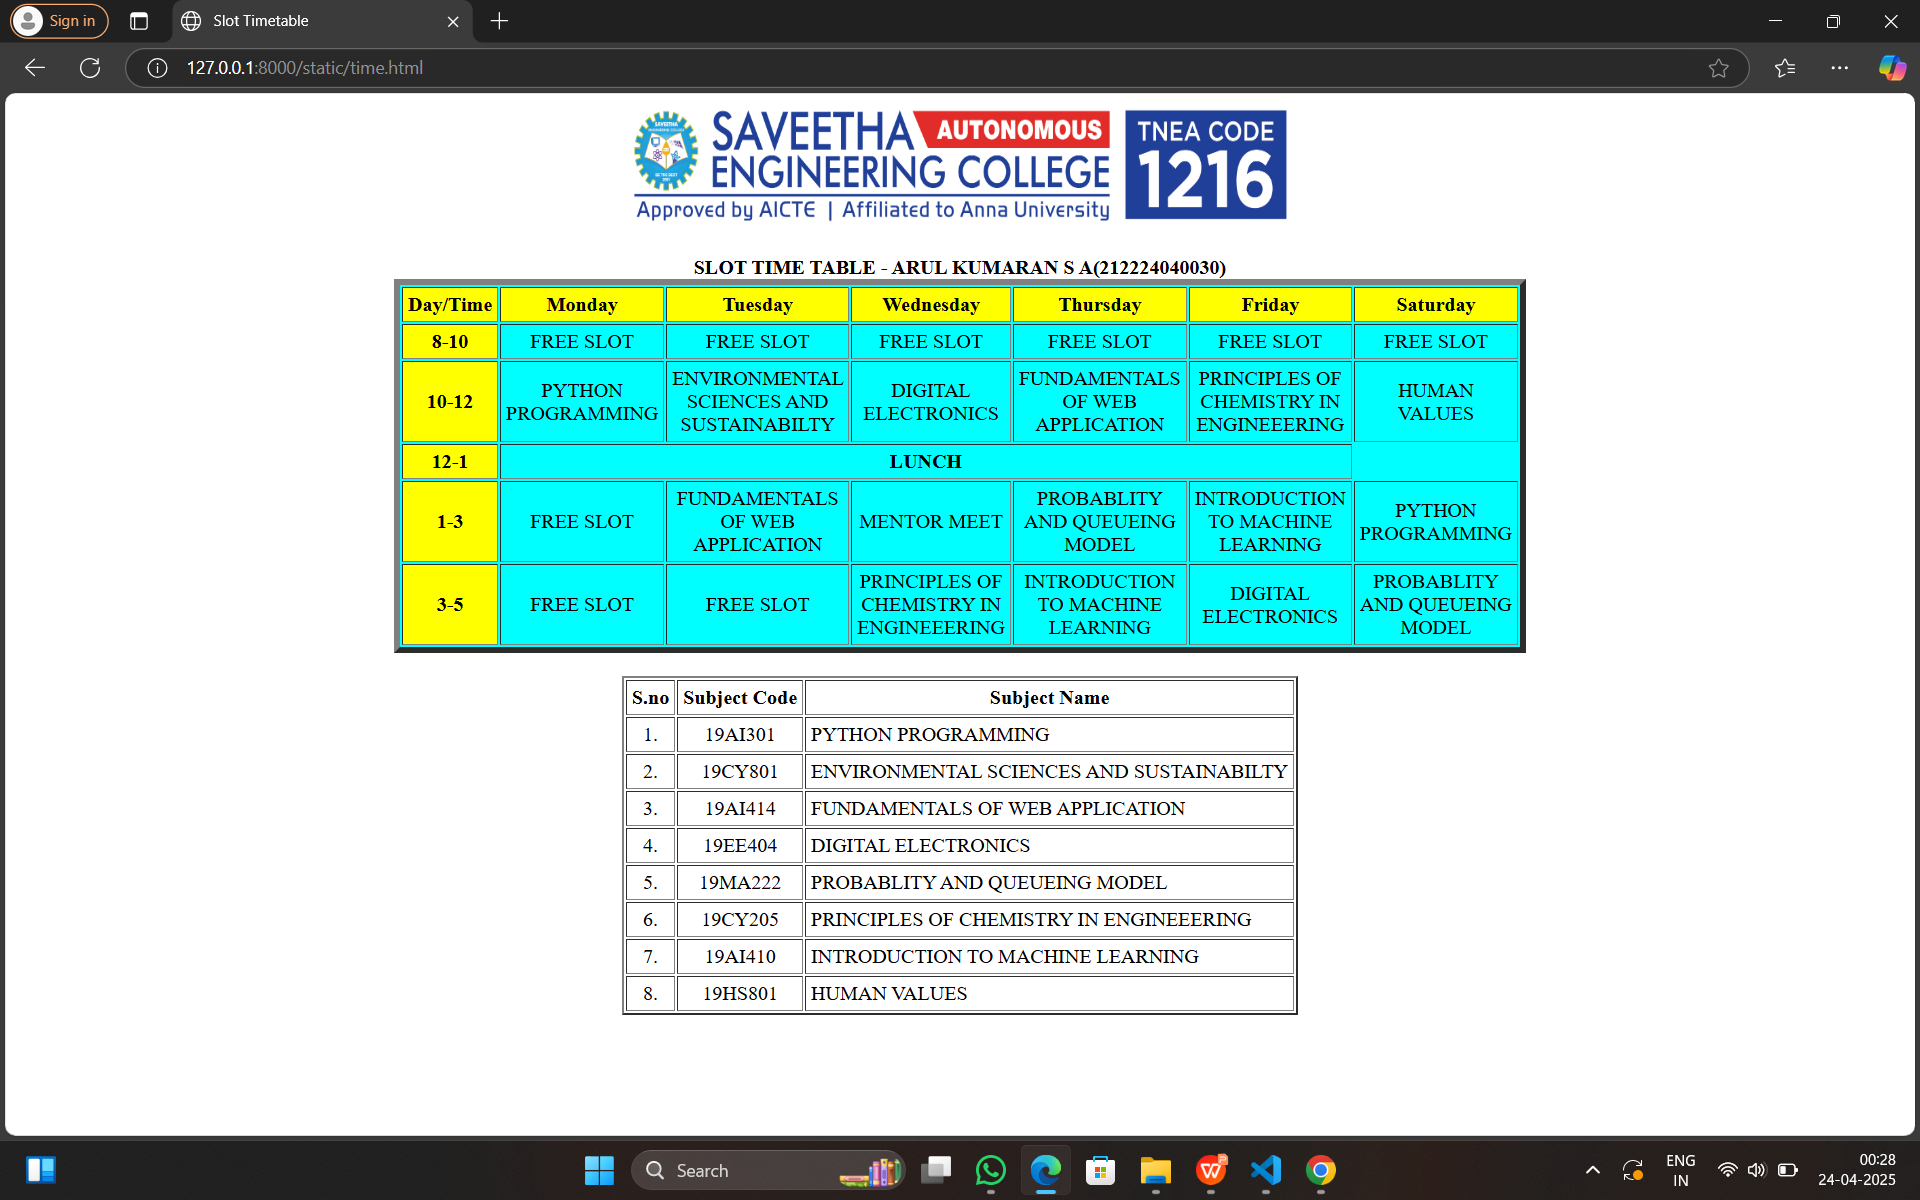 Sign in
Slot Timetable
127.0.0.1:8000/static/time.html
SAVEETHA AUTONOMOUS
ENGINEERING COLLEGE
Approved by AICTE | Affiliated to Anna University
TNEA CODE
1216
SLOT TIME TABLE - ARUL KUMARAN S A(212224040030)
Day/Time Monday Tuesday Wednesday Thursday Friday Saturday
8-10 FREE SLOT FREE SLOT FREE SLOT FREE SLOT FREE SLOT FREE SLOT
10-12
PYTHON
PROGRAMMING
ENVIRONMENTAL
SCIENCES AND
SUSTAINABILTY
DIGITAL
ELECTRONICS
FUNDAMENTALS
OF WEB
APPLICATION
PRINCIPLES OF
CHEMISTRY IN
ENGINEEERING
HUMAN
VALUES
12-1 LUNCH
1-3
FREE SLOT
FUNDAMENTALS
OF WEB
APPLICATION
MENTOR MEET
PROBABLITY
AND QUEUEING
MODEL
INTRODUCTION
TO MACHINE
LEARNING
PYTHON
PROGRAMMING
3-5
FREE SLOT
FREE SLOT
PRINCIPLES OF
CHEMISTRY IN
ENGINEEERING
INTRODUCTION
TO MACHINE
LEARNING
DIGITAL
ELECTRONICS
PROBABLITY
AND QUEUEING
MODEL
S.no Subject Code Subject Name
1. 19AI301 PYTHON PROGRAMMING
2. 19CY801 ENVIRONMENTAL SCIENCES AND SUSTAINABILTY
3. 19AI414 FUNDAMENTALS OF WEB APPLICATION
4. 19EE404 DIGITAL ELECTRONICS
5. 19MA222 PROBABLITY AND QUEUEING MODEL
6. 19CY205 PRINCIPLES OF CHEMISTRY IN ENGINEEERING
7. 19AI410 INTRODUCTION TO MACHINE LEARNING
8. 19HS801 HUMAN VALUES
Search
ENG
IN
00:28
24-04-2025